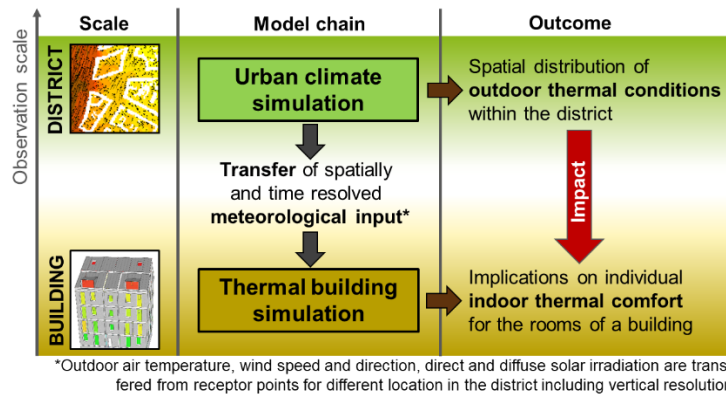 Scale
Model chain
Outcome
Observation scale
DISTRICT
Urban climate
simulation
Spatial distribution of
outdoor thermal conditions
within the district
Transfer of spatially
and time resolved
meteorological input*
Impact
BUILDING
Thermal building
simulation
Implications on individual
indoor thermal comfort
for the rooms of a building
*Outdoor air temperature, wind speed and direction, direct and diffuse solar irradiation are trans
fered from receptor points for different location in the district including vertical resolution